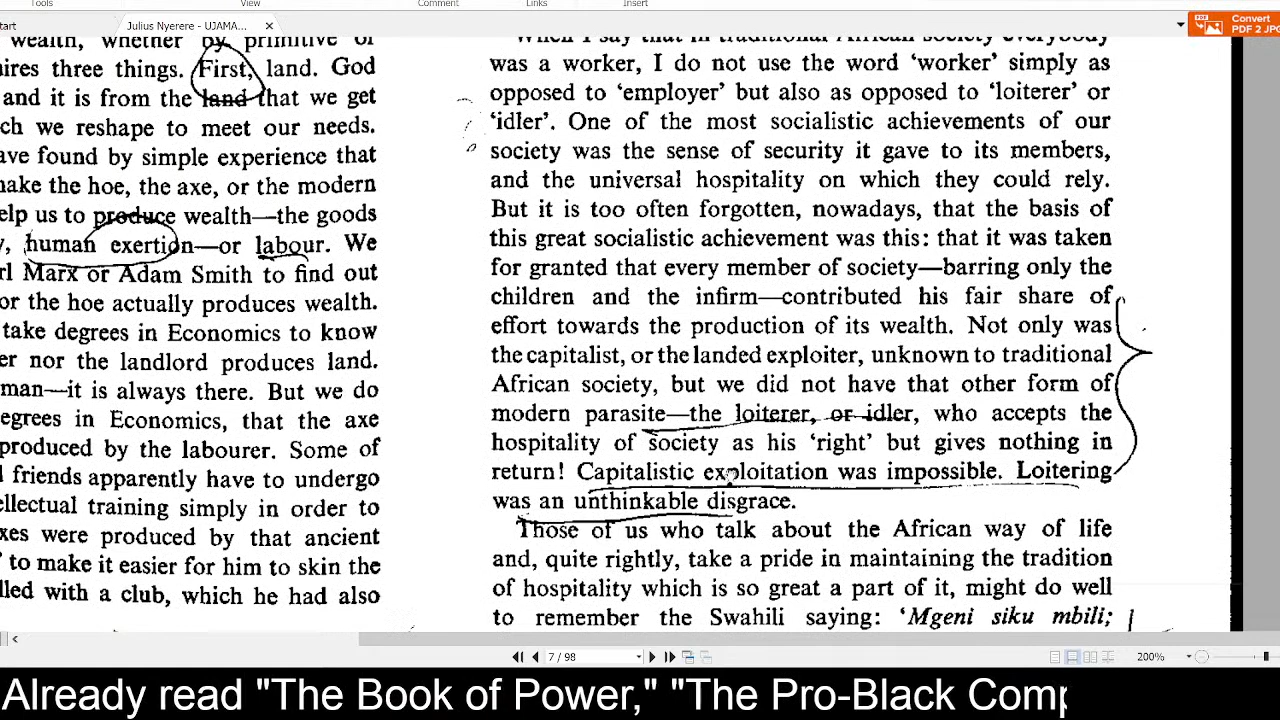 Tools View Comment Links Insert
tart Julius Nyerere - UJAMA... ×
Convert
PDF 2 JPG
wealth, whether by primitive or
ires three things. First, land. God
and it is from the land that we get
ch we reshape to meet our needs.
ave found by simple experience that
make the hoe, the axe, or the modern
elp us to produce wealth—the goods
, human exertion—or labour. We
rl Marx or Adam Smith to find out
or the hoe actually produces wealth.
take degrees in Economics to know
er nor the landlord produces land.
man—it is always there. But we do
egrees in Economics, that the axe
produced by the labourer. Some of
friends apparently have to undergo
ellectual training simply in order to
xes were produced by that ancient
' to make it easier for him to skin the
lled with a club, which he had also
When I say that in traditional African society everybody
was a worker, I do not use the word 'worker' simply as
opposed to 'employer' but also as opposed to 'loiterer' or
'idler'. One of the most socialistic achievements of our
society was the sense of security it gave to its members,
and the universal hospitality on which they could rely.
But it is too often forgotten, nowadays, that the basis of
this great socialistic achievement was this: that it was taken
for granted that every member of society—barring only the
children and the infirm—contributed his fair share of
effort towards the production of its wealth. Not only was
the capitalist, or the landed exploiter, unknown to traditional
African society, but we did not have that other form of
modern parasite—the loiterer, or idler, who accepts the
hospitality of society as his 'right' but gives nothing in
return! Capitalistic exploitation was impossible. Loitering
was an unthinkable disgrace.
Those of us who talk about the African way of life
and, quite rightly, take a pride in maintaining the tradition
of hospitality which is so great a part of it, might do well
to remember the Swahili saying: 'Mgeni siku mbili;
7 / 98 200%
Already read "The Book of Power," "The Pro-Black Comp